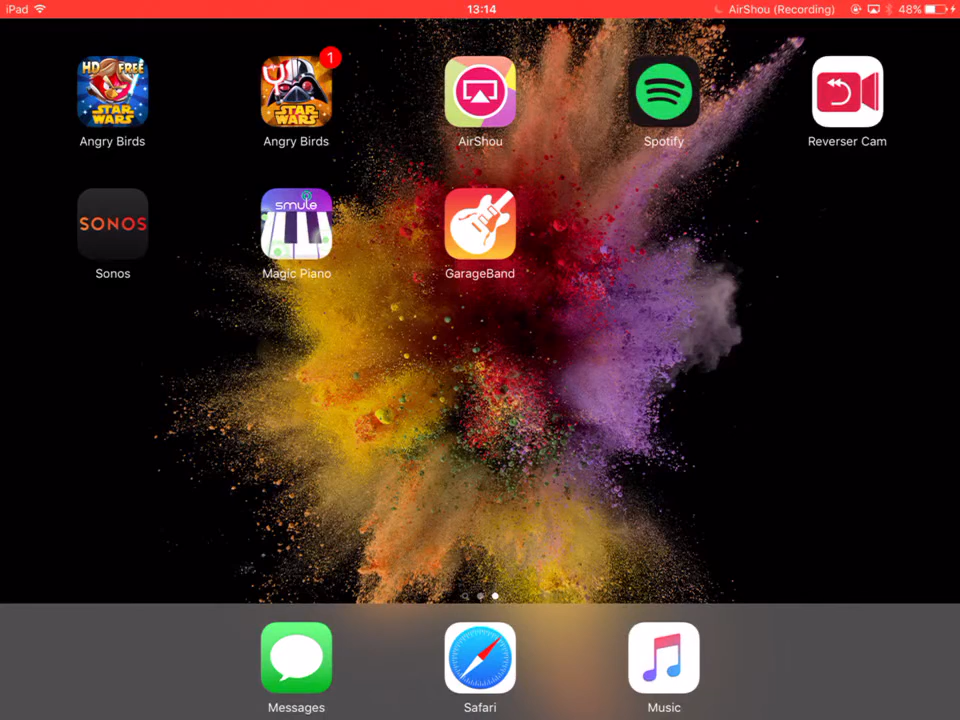 iPad 13:14 AirShou (Recording) 48%
HD FREE
STAR WARS
STAR WARS
1
Angry Birds Angry Birds AirShou Spotify Reverser Cam
SONOS smule
Sonos Magic Piano GarageBand
Messages Safari Music